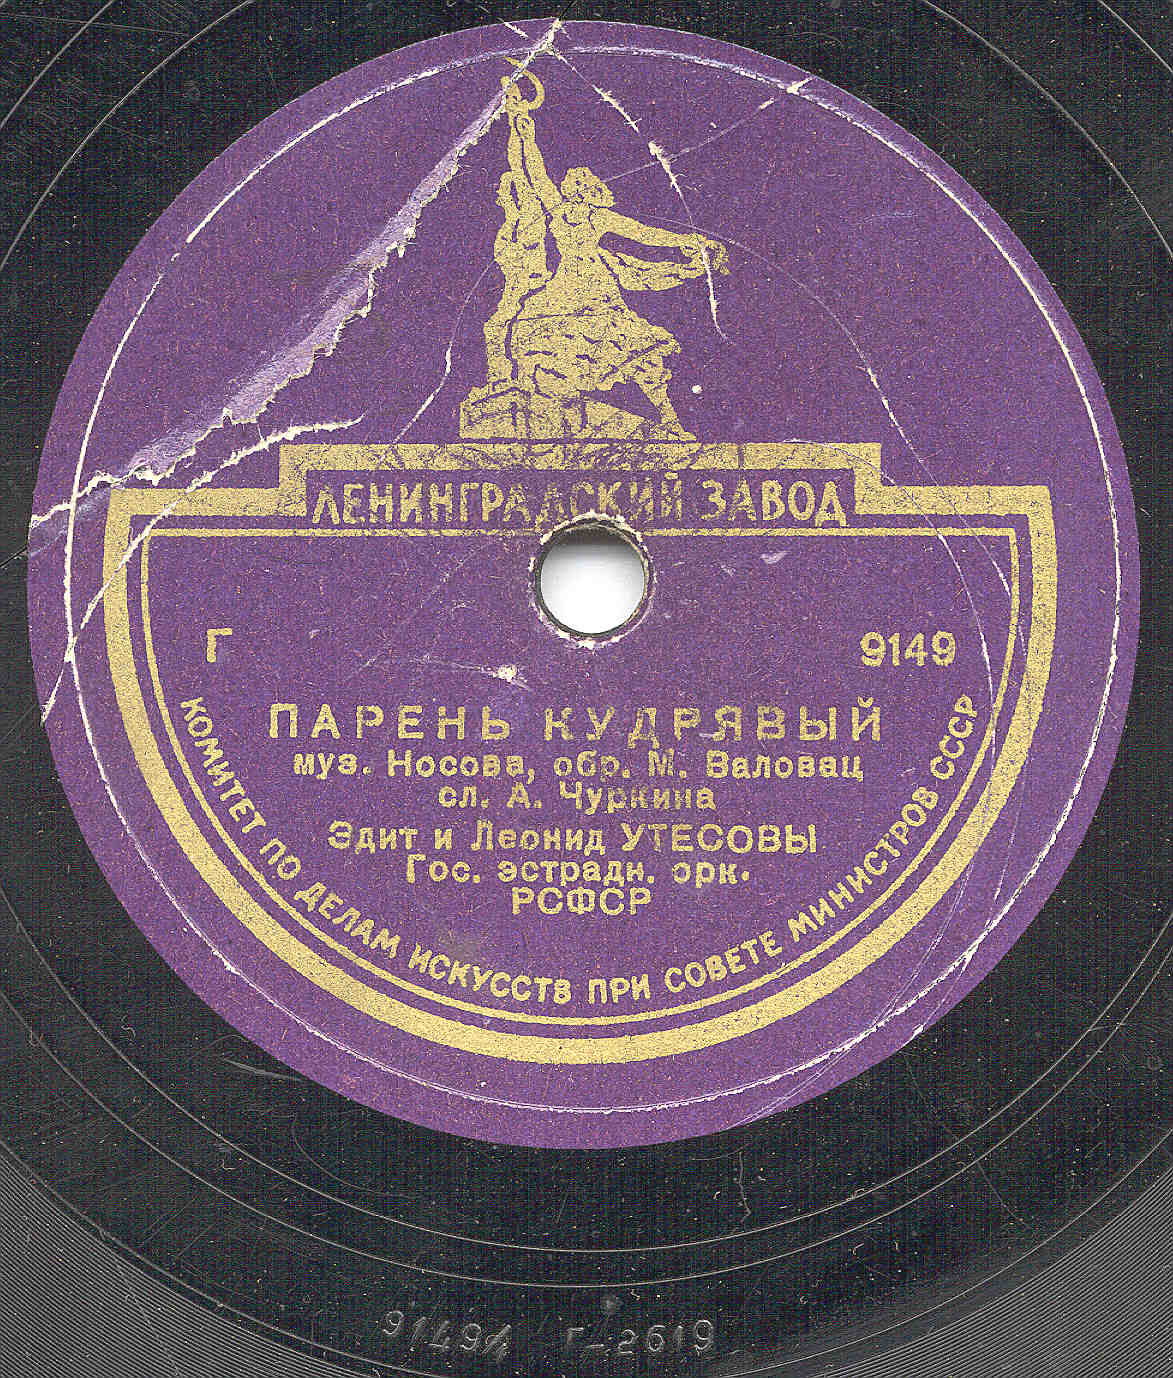 ЛЕНИНГРАДСКИЙ ЗАВОД
Г 9149
ПАРЕНЬ КУДРЯВЫЙ
муз. Носова, обр. М. Валовац
сл. А. Чуркина
Эдит и Леонид УТЕСОВЫ
Гос. эстрадн. орк.
РСФСР
КОМИТЕТ ПО ДЕЛАМ ИСКУССТВ ПРИ СОВЕТЕ МИНИСТРОВ СССР
Г-2619